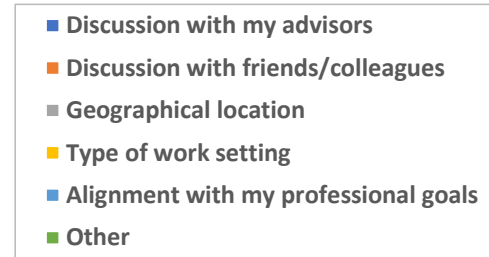 Discussion with my advisors
Discussion with friends/colleagues
Geographical location
Type of work setting
Alignment with my professional goals
Other